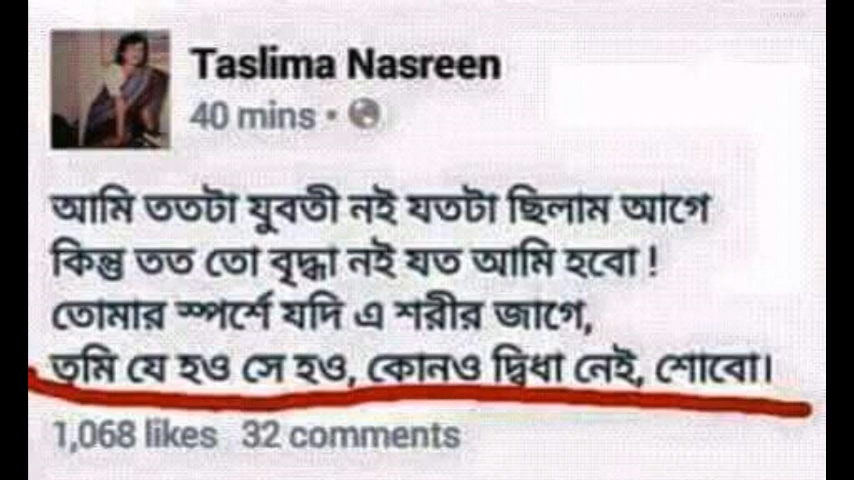 Taslima Nasreen
40 mins •
আমি ততটা যুবতী নই যতটা ছিলাম আগে
কিন্তু তত তো বৃদ্ধা নই যত আমি হবো !
তোমার স্পর্শে যদি এ শরীর জাগে,
তুমি যে হও সে হও, কোনও দ্বিধা নেই, শোবো।
1,068 likes 32 comments